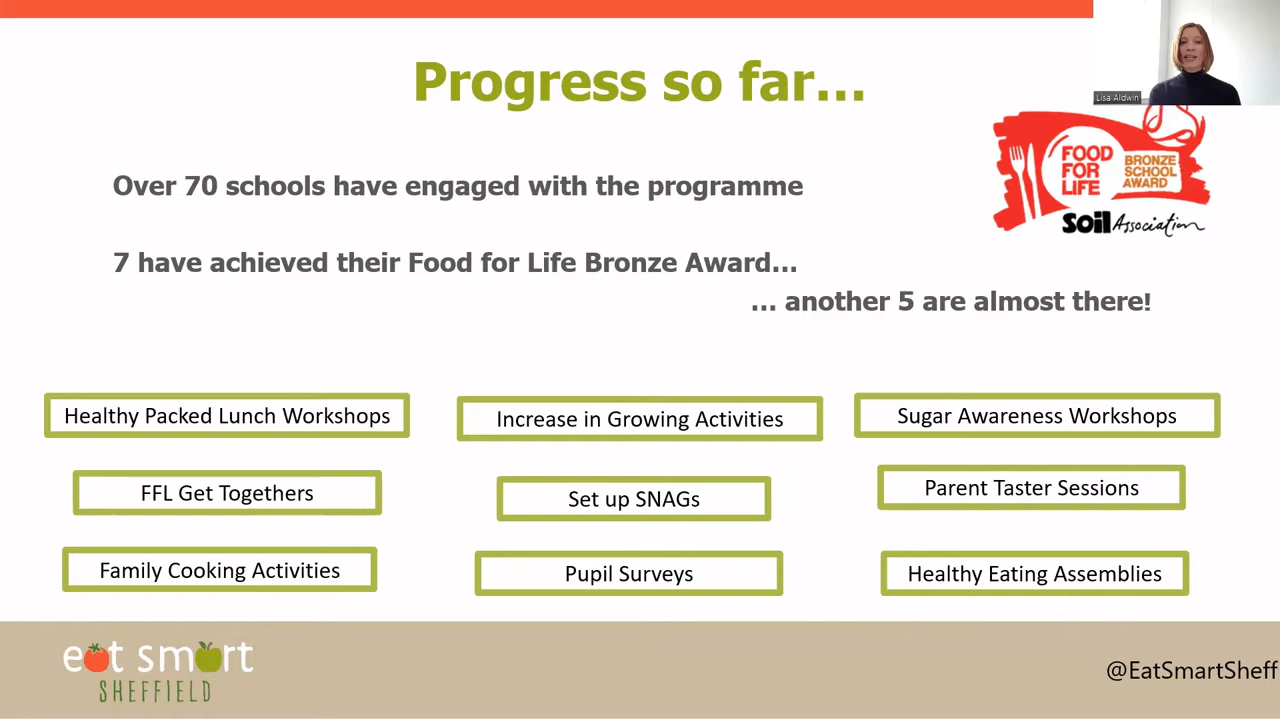 Progress so far...
Lisa Aldwin
FOOD
FOR
LIFE
BRONZE
SCHOOL
AWARD
Soil Association
Over 70 schools have engaged with the programme
7 have achieved their Food for Life Bronze Award...
... another 5 are almost there!
Healthy Packed Lunch Workshops
Increase in Growing Activities
Sugar Awareness Workshops
FFL Get Togethers
Set up SNAGs
Parent Taster Sessions
Family Cooking Activities
Pupil Surveys
Healthy Eating Assemblies
eat smart
SHEFFIELD
@EatSmartSheff